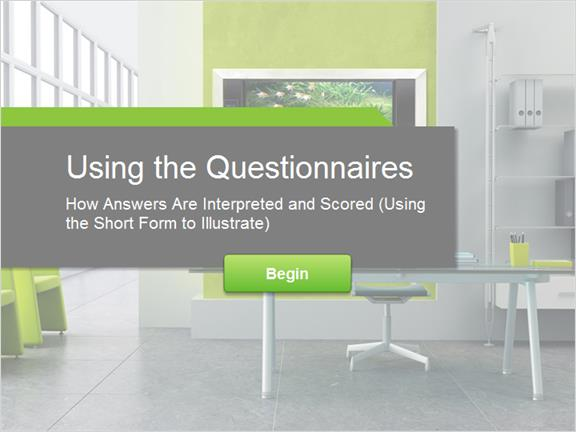 Using the Questionnaires
How Answers Are Interpreted and Scored (Using
the Short Form to Illustrate)
Begin